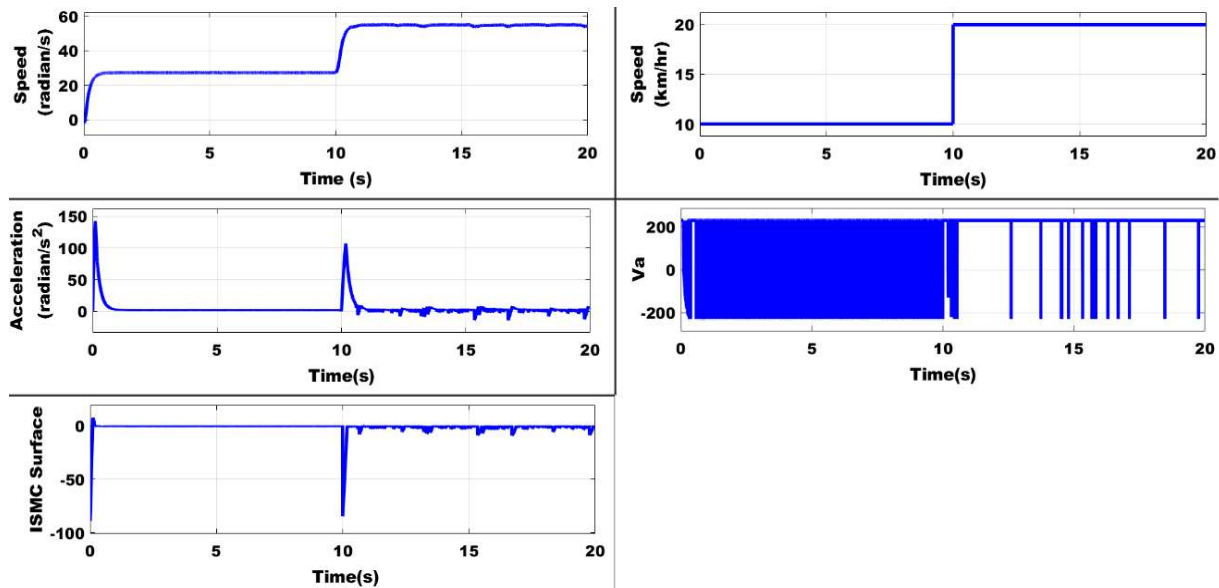 Speed
(radian/s)
60
40
20
0
0 5 10 15 20
Time (s)
Speed
(km/hr)
20
15
10
0 5 10 15 20
Time(s)
Acceleration
(radian/s²)
150
100
50
0
0 5 10 15 20
Time(s)
Va
200
0
-200
0 5 10 15 20
Time(s)
ISMC Surface
0
-50
-100
0 5 10 15 20
Time(s)